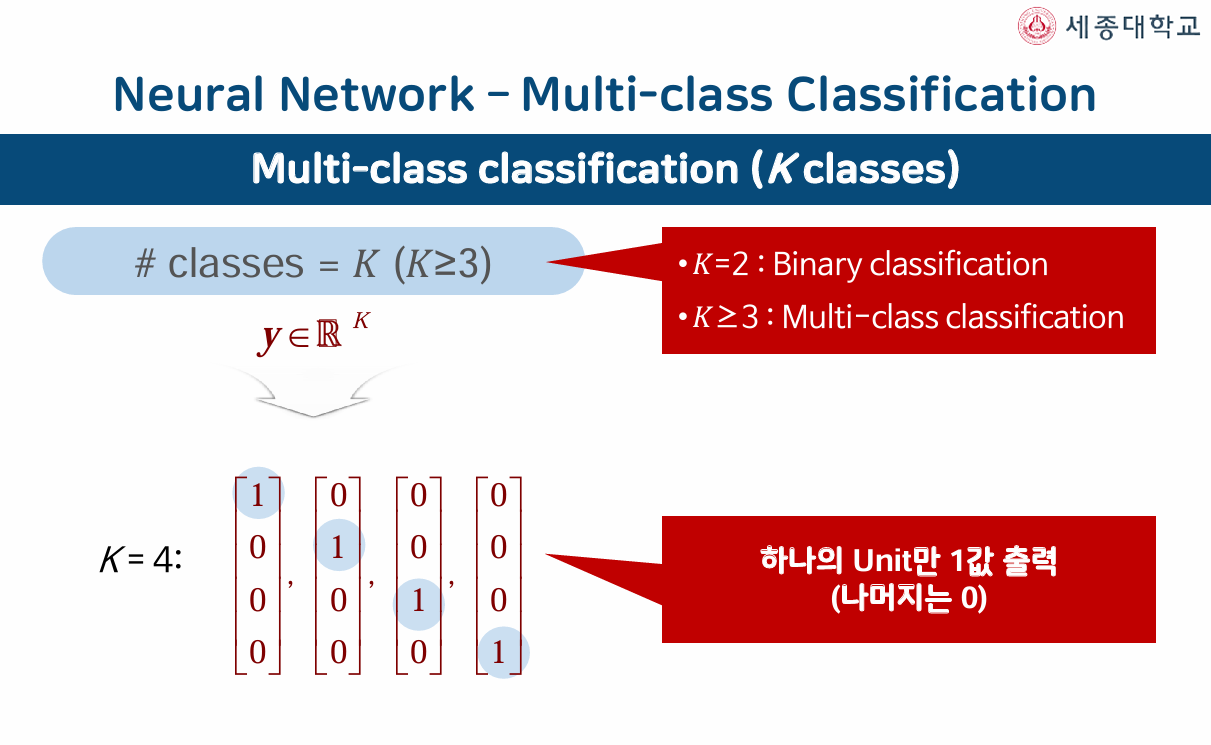 세종대학교
Neural Network – Multi-class Classification
Multi-class classification (K classes)
# classes = K (K≥3)
• K=2 : Binary classification
• K ≥ 3 : Multi-class classification
y ∈ ℝ K
K = 4:
1 0 0 0
0 1 0 0
, , ,
0 0 1 0
0 0 0 1
하나의 Unit만 1값 출력
(나머지는 0)